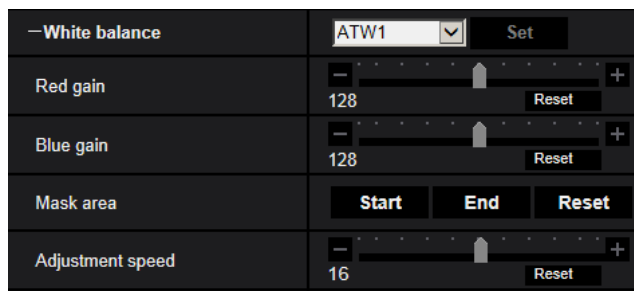 —White balance ATW1 Set
Red gain − +
128 Reset
Blue gain − +
128 Reset
Mask area Start End Reset
Adjustment speed − +
16 Reset